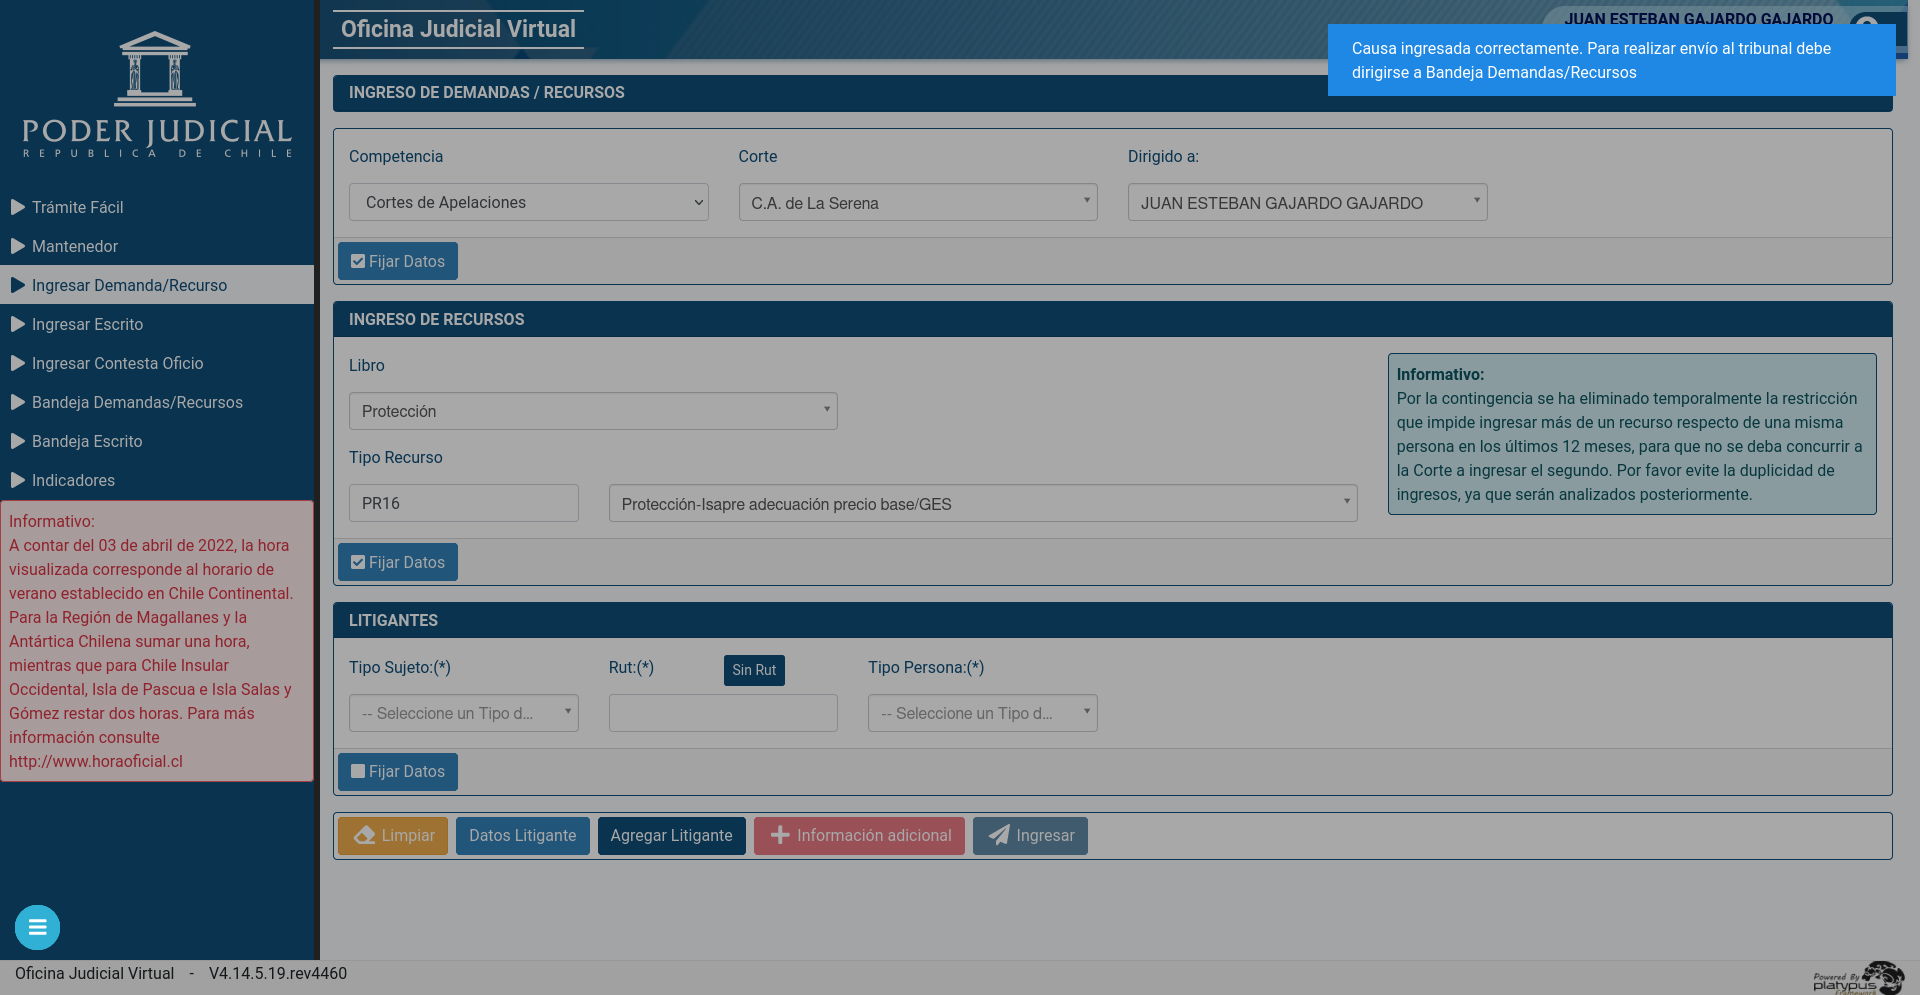 PODER JUDICIAL
REPUBLICA DE CHILE
Trámite Fácil
Mantenedor
Ingresar Demanda/Recurso
Ingresar Escrito
Ingresar Contesta Oficio
Bandeja Demandas/Recursos
Bandeja Escrito
Indicadores
Informativo:
A contar del 03 de abril de 2022, la hora
visualizada corresponde al horario de
verano establecido en Chile Continental.
Para la Región de Magallanes y la
Antártica Chilena sumar una hora,
mientras que para Chile Insular
Occidental, Isla de Pascua e Isla Salas y
Gómez restar dos horas. Para más
información consulte
http://www.horaoficial.cl
Oficina Judicial Virtual
JUAN ESTEBAN GAJARDO GAJARDO
Causa ingresada correctamente. Para realizar envío al tribunal debe
dirigirse a Bandeja Demandas/Recursos
INGRESO DE DEMANDAS / RECURSOS
Competencia Corte Dirigido a:
Cortes de Apelaciones C.A. de La Serena JUAN ESTEBAN GAJARDO GAJARDO
Fijar Datos
INGRESO DE RECURSOS
Libro
Protección
Tipo Recurso
PR16 Protección-Isapre adecuación precio base/GES
Informativo:
Por la contingencia se ha eliminado temporalmente la restricción
que impide ingresar más de un recurso respecto de una misma
persona en los últimos 12 meses, para que no se deba concurrir a
la Corte a ingresar el segundo. Por favor evite la duplicidad de
ingresos, ya que serán analizados posteriormente.
Fijar Datos
LITIGANTES
Tipo Sujeto:(*) Rut:(*) Sin Rut Tipo Persona:(*)
-- Seleccione un Tipo d... -- Seleccione un Tipo d...
Fijar Datos
Limpiar Datos Litigante Agregar Litigante Información adicional Ingresar
Oficina Judicial Virtual - V4.14.5.19.rev4460
Powered By
platypus
Framework